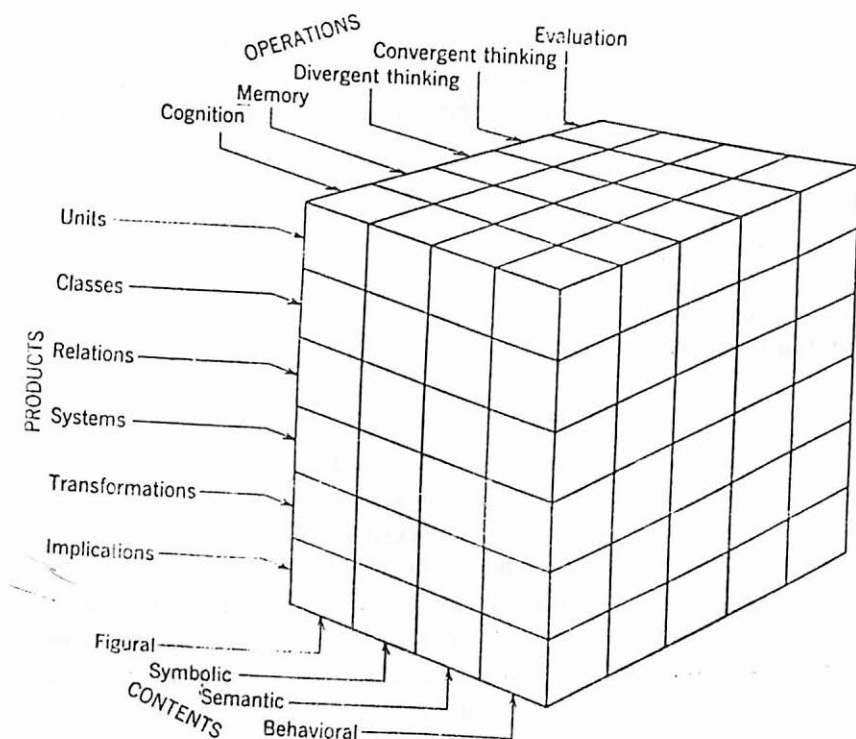 OPERATIONS
Evaluation
Convergent thinking
Divergent thinking
Memory
Cognition
Units
Classes
Relations
PRODUCTS
Systems
Transformations
Implications
Figural
Symbolic
Semantic
CONTENTS
Behavioral